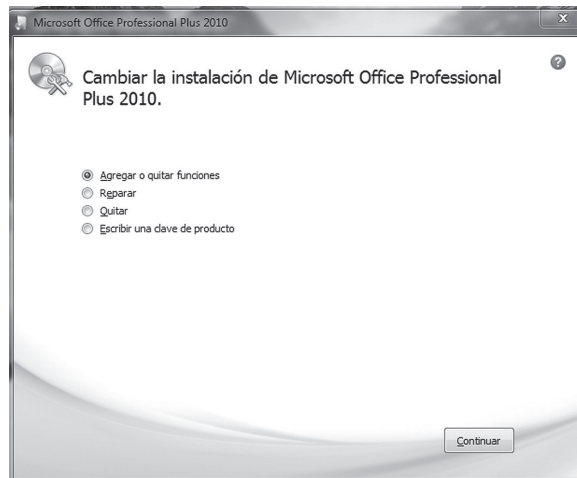 Microsoft Office Professional Plus 2010
Cambiar la instalación de Microsoft Office Professional
Plus 2010.
Agregar o quitar funciones
Reparar
Quitar
Escribir una clave de producto
Continuar